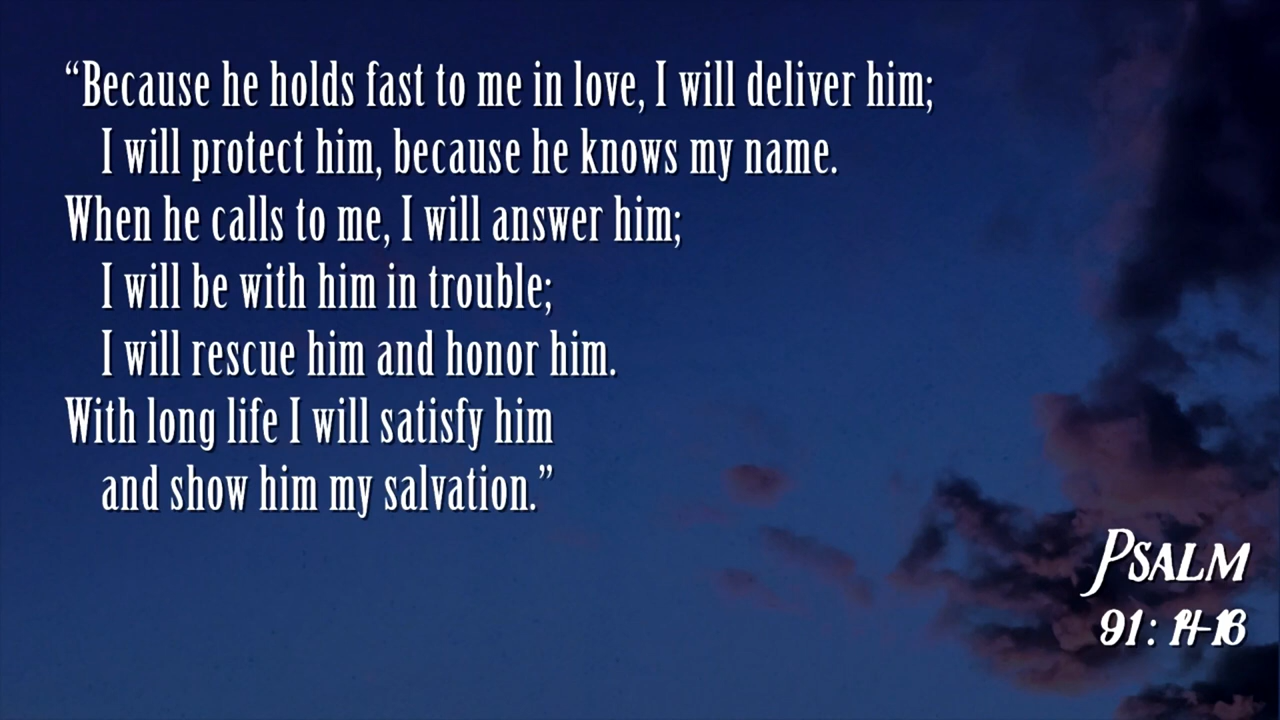 “Because he holds fast to me in love, I will deliver him;
I will protect him, because he knows my name.
When he calls to me, I will answer him;
I will be with him in trouble;
I will rescue him and honor him.
With long life I will satisfy him
and show him my salvation.”
Psalm
91: 14-16